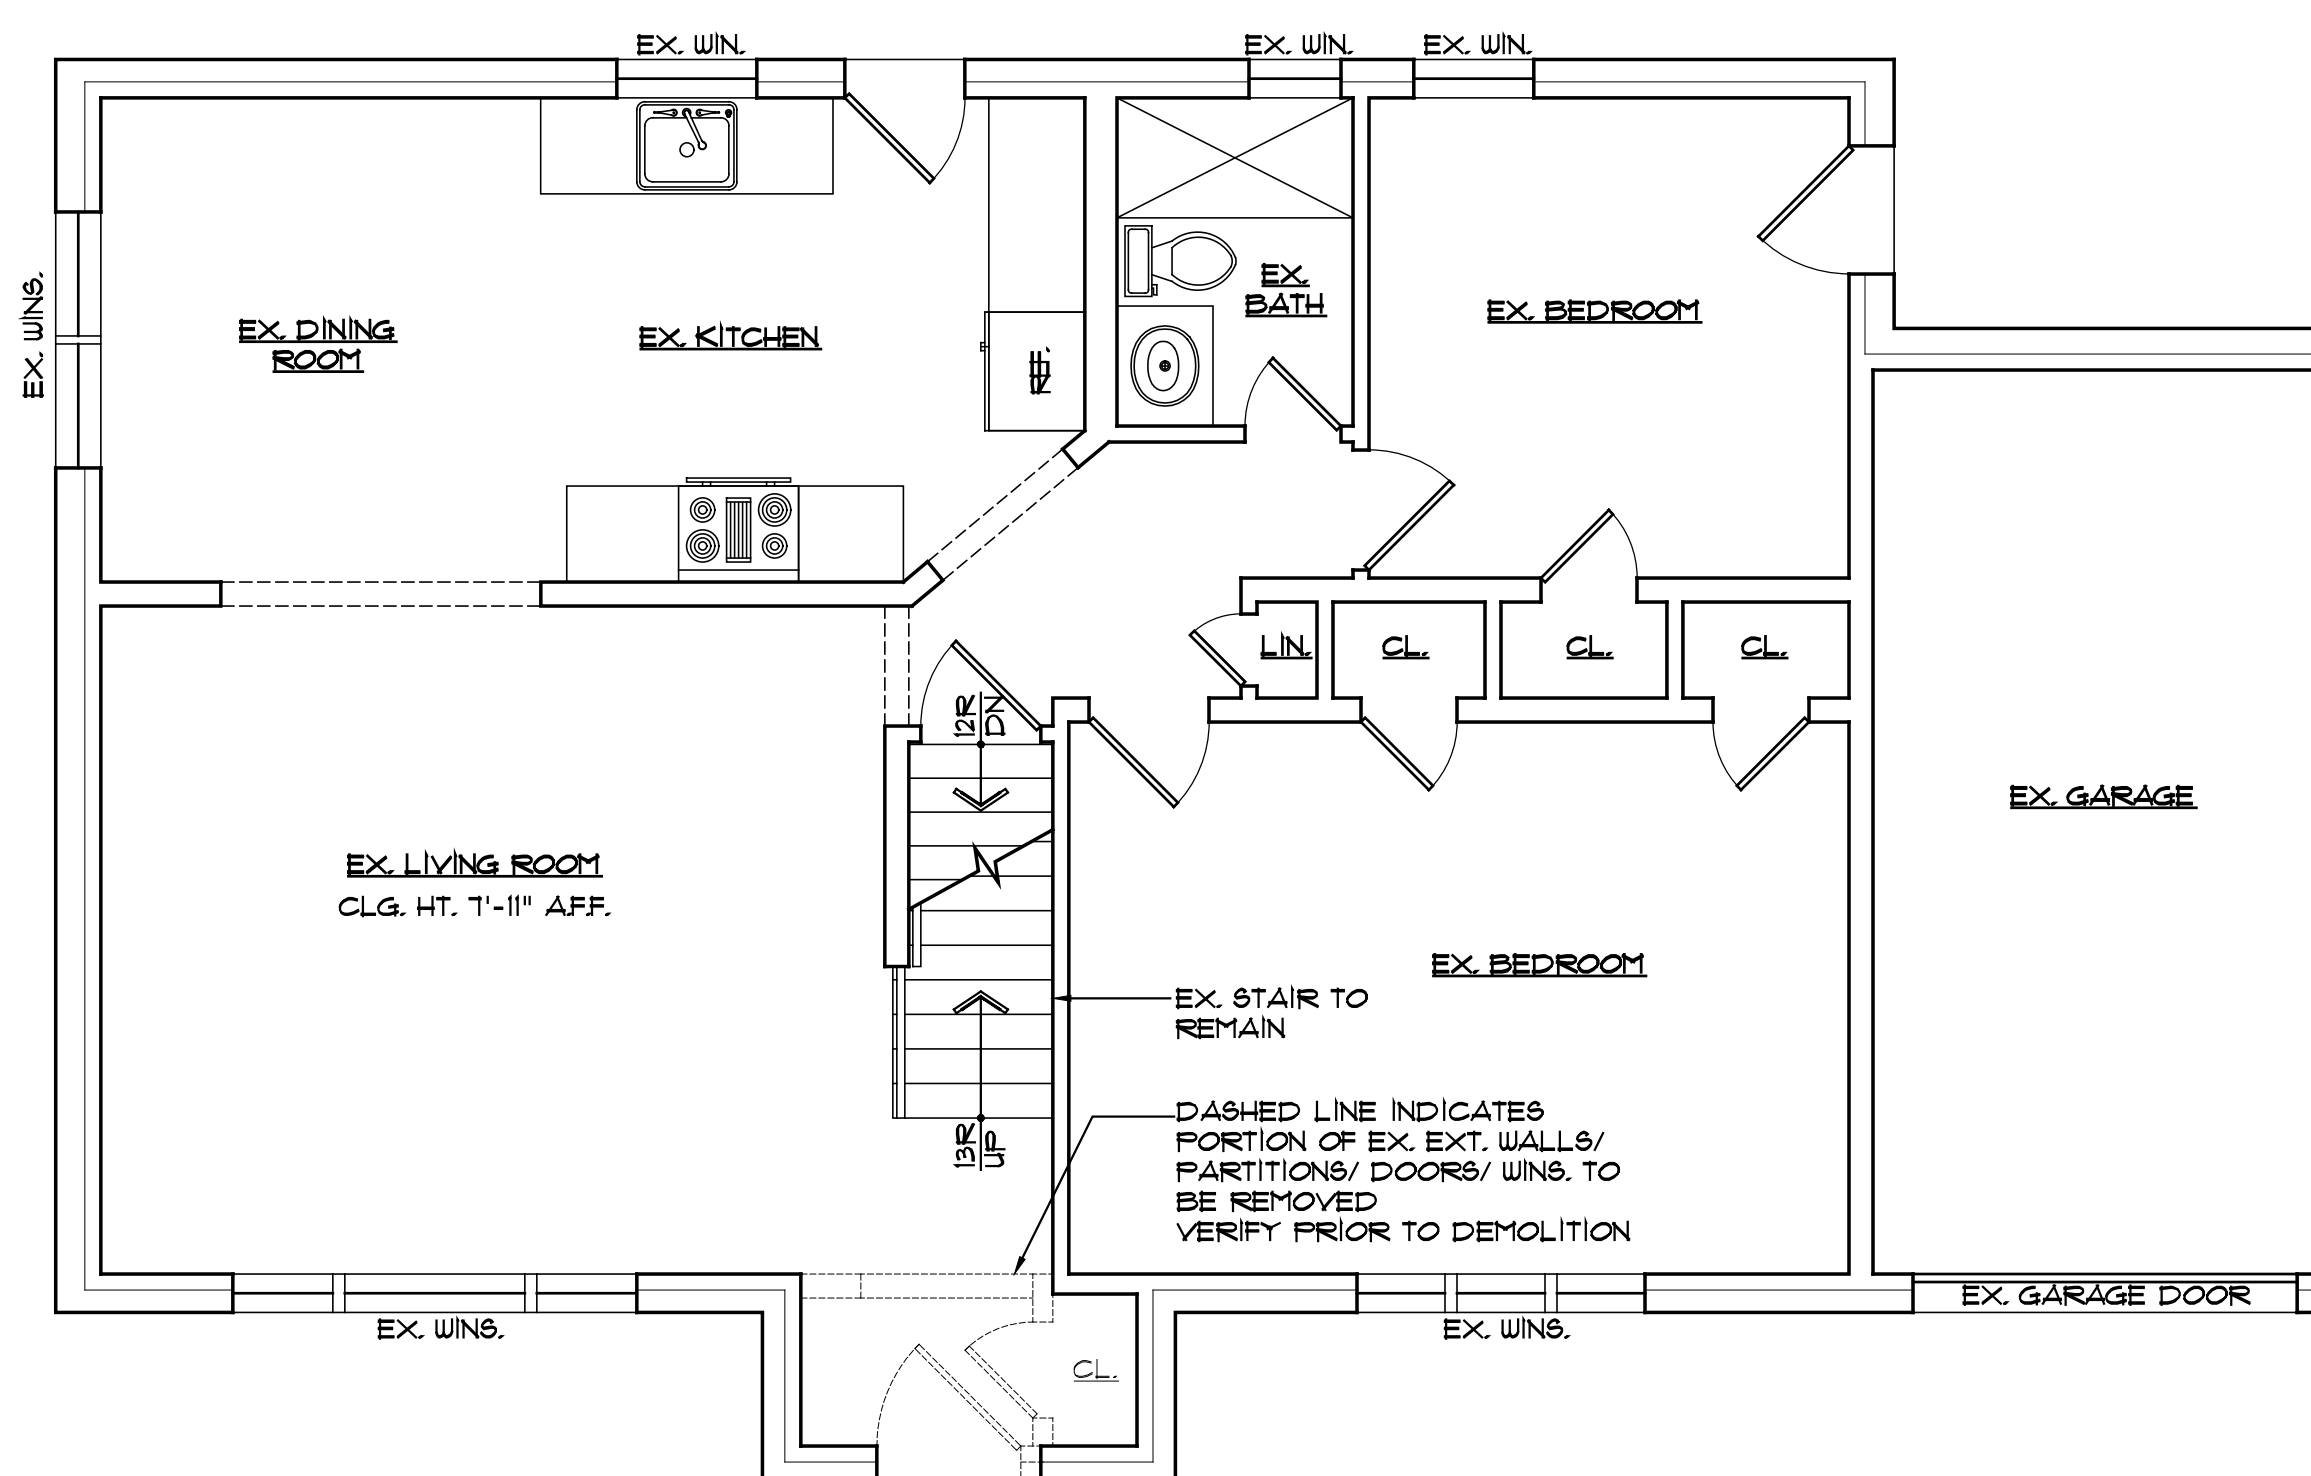 EX. WIN.
EX. WIN.
EX. WIN.
EX. WINS.
EX. DINING
ROOM
EX. KITCHEN
REF.
EX.
BATH
EX. BEDROOM
LIN.
CL.
CL.
CL.
12R
DN
EX. GARAGE
EX. LIVING ROOM
CLG. HT. 7'-11" A.F.F.
EX. BEDROOM
EX. STAIR TO
REMAIN
13R
UP
DASHED LINE INDICATES
PORTION OF EX. EXT. WALLS/
PARTITIONS/ DOORS/ WINS. TO
BE REMOVED
VERIFY PRIOR TO DEMOLITION
EX. GARAGE DOOR
EX. WINS.
EX. WINS.
CL.